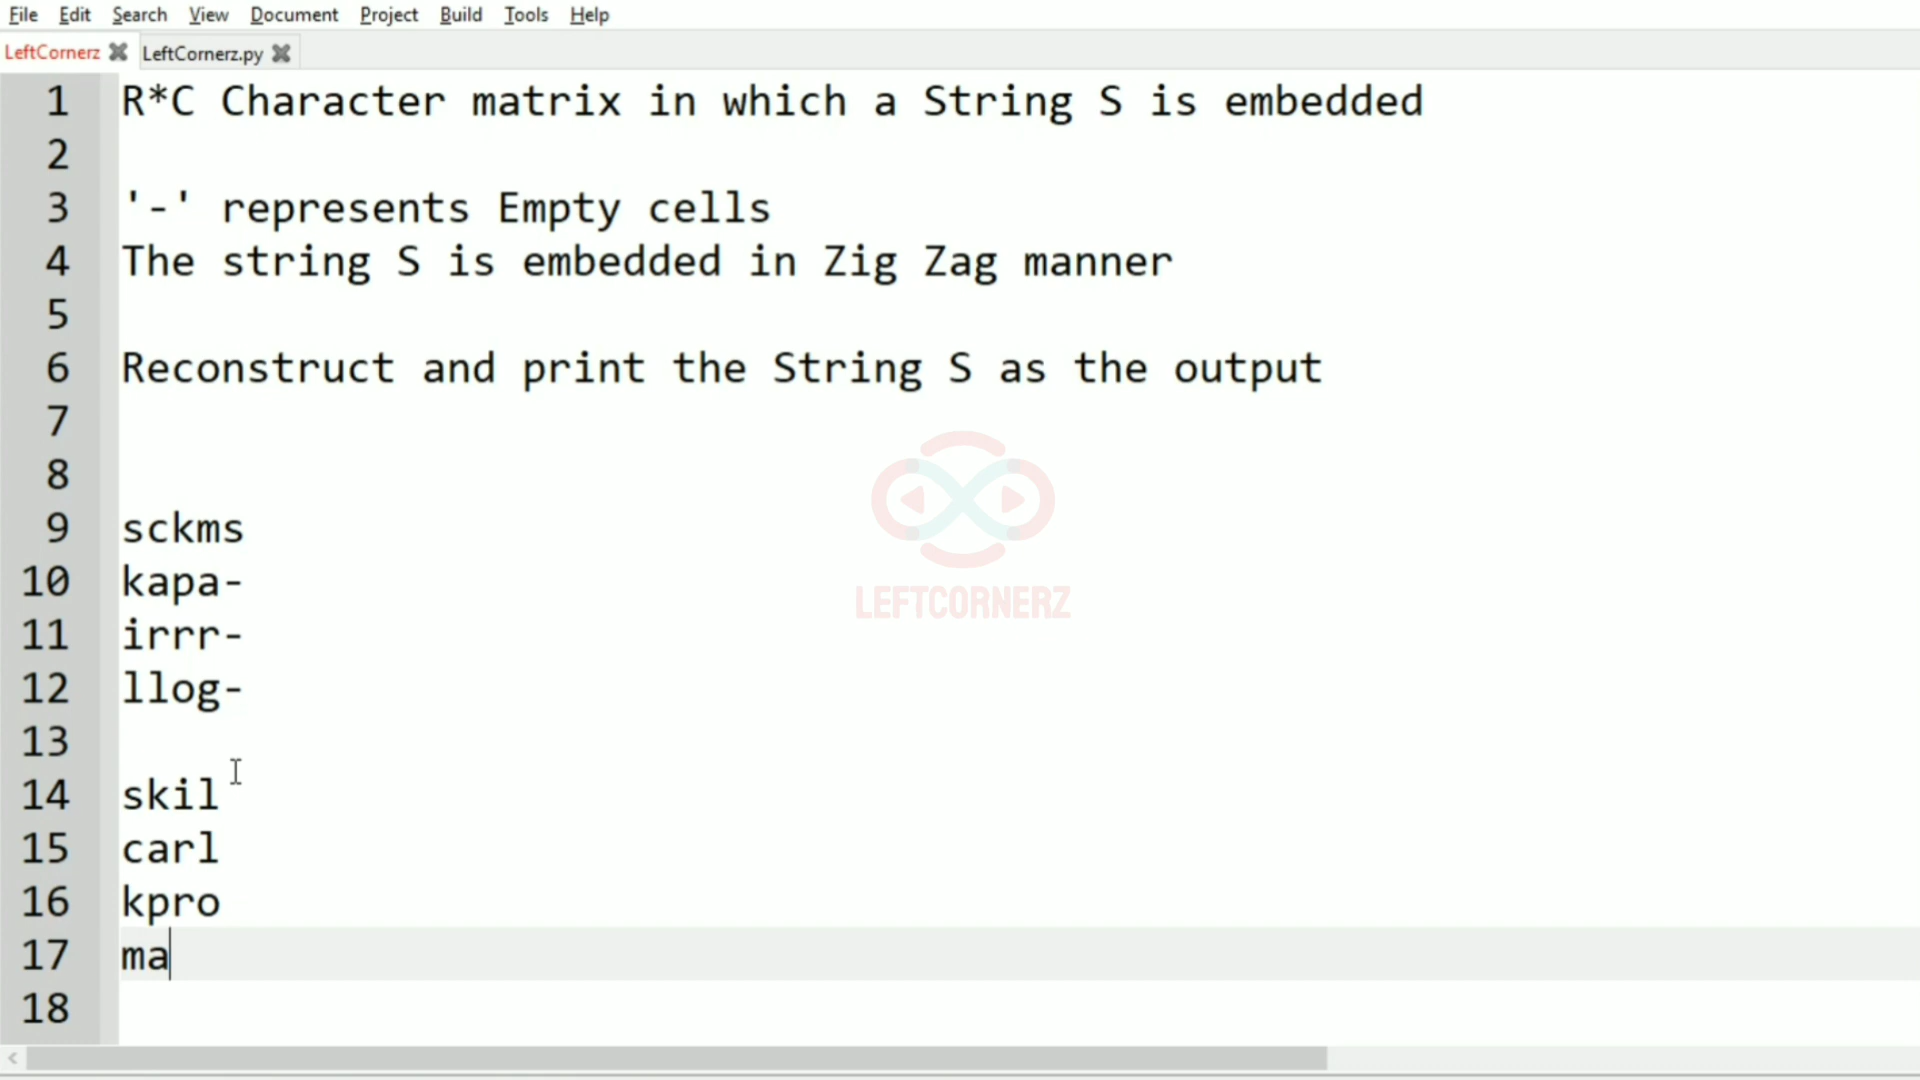 File Edit Search View Document Project Build Tools Help
LeftCornerz LeftCornerz.py
1 R*C Character matrix in which a String S is embedded
2
3 '-' represents Empty cells
4 The string S is embedded in Zig Zag manner
5
6 Reconstruct and print the String S as the output
7
8
9 sckms
10 kapa-
11 irrr-
12 llog-
13
14 skil
15 carl
16 kpro
17 ma
18
LEFTCORNERZ